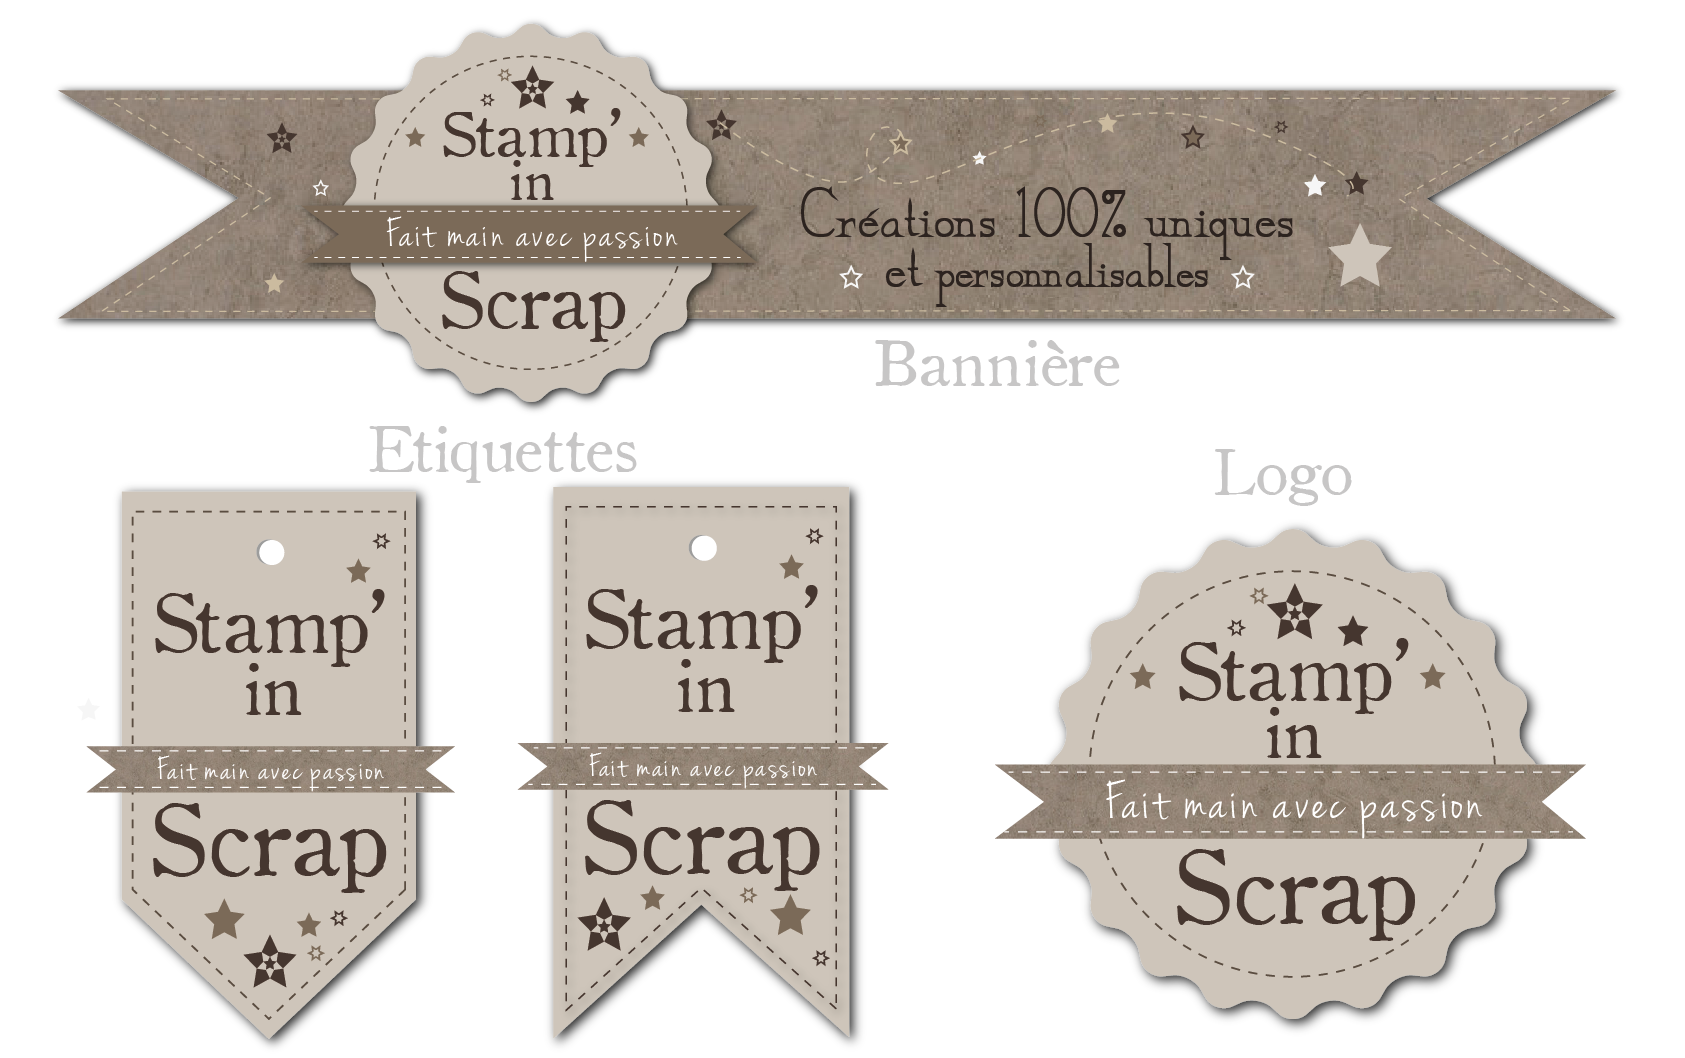 Stamp'
in
Fait main avec passion
Scrap
Créations 100% uniques
et personnalisables
Bannière
Etiquettes
Stamp'
in
Fait main avec passion
Scrap
Stamp'
in
Fait main avec passion
Scrap
Logo
Stamp'
in
Fait main avec passion
Scrap